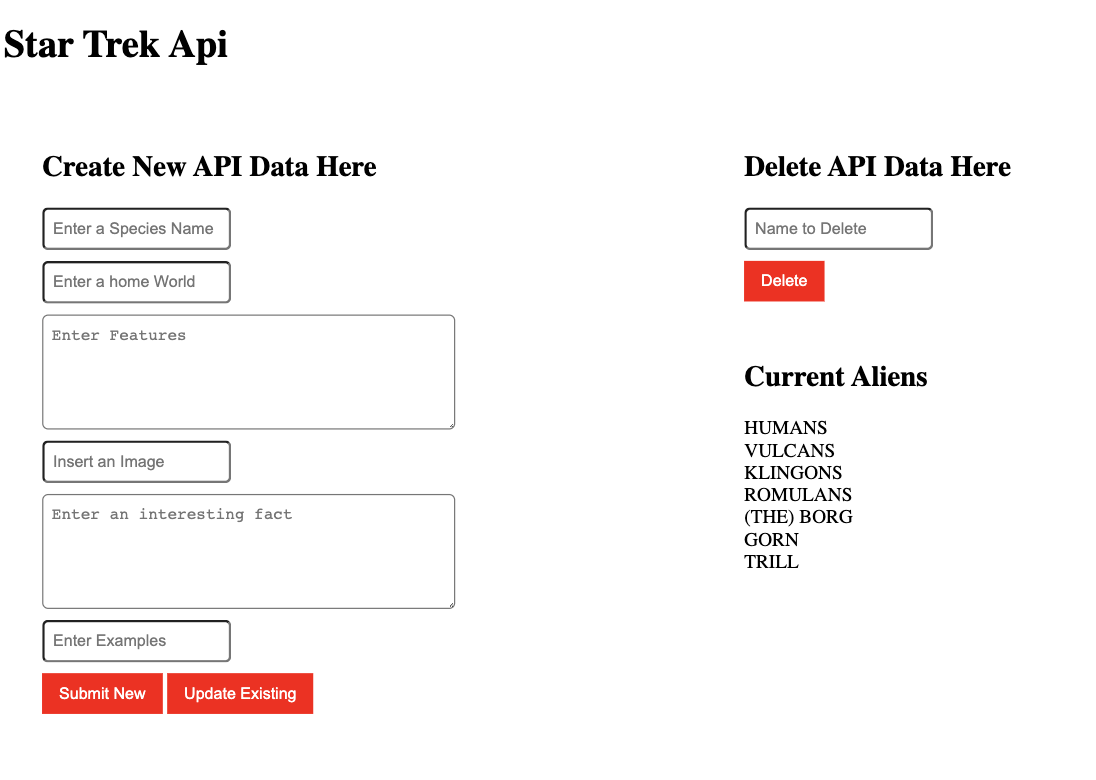 Star Trek Api
Create New API Data Here
Enter a Species Name
Enter a home World
Enter Features
Insert an Image
Enter an interesting fact
Enter Examples
Submit New
Update Existing
Delete API Data Here
Name to Delete
Delete
Current Aliens
HUMANS
VULCANS
KLINGONS
ROMULANS
(THE) BORG
GORN
TRILL